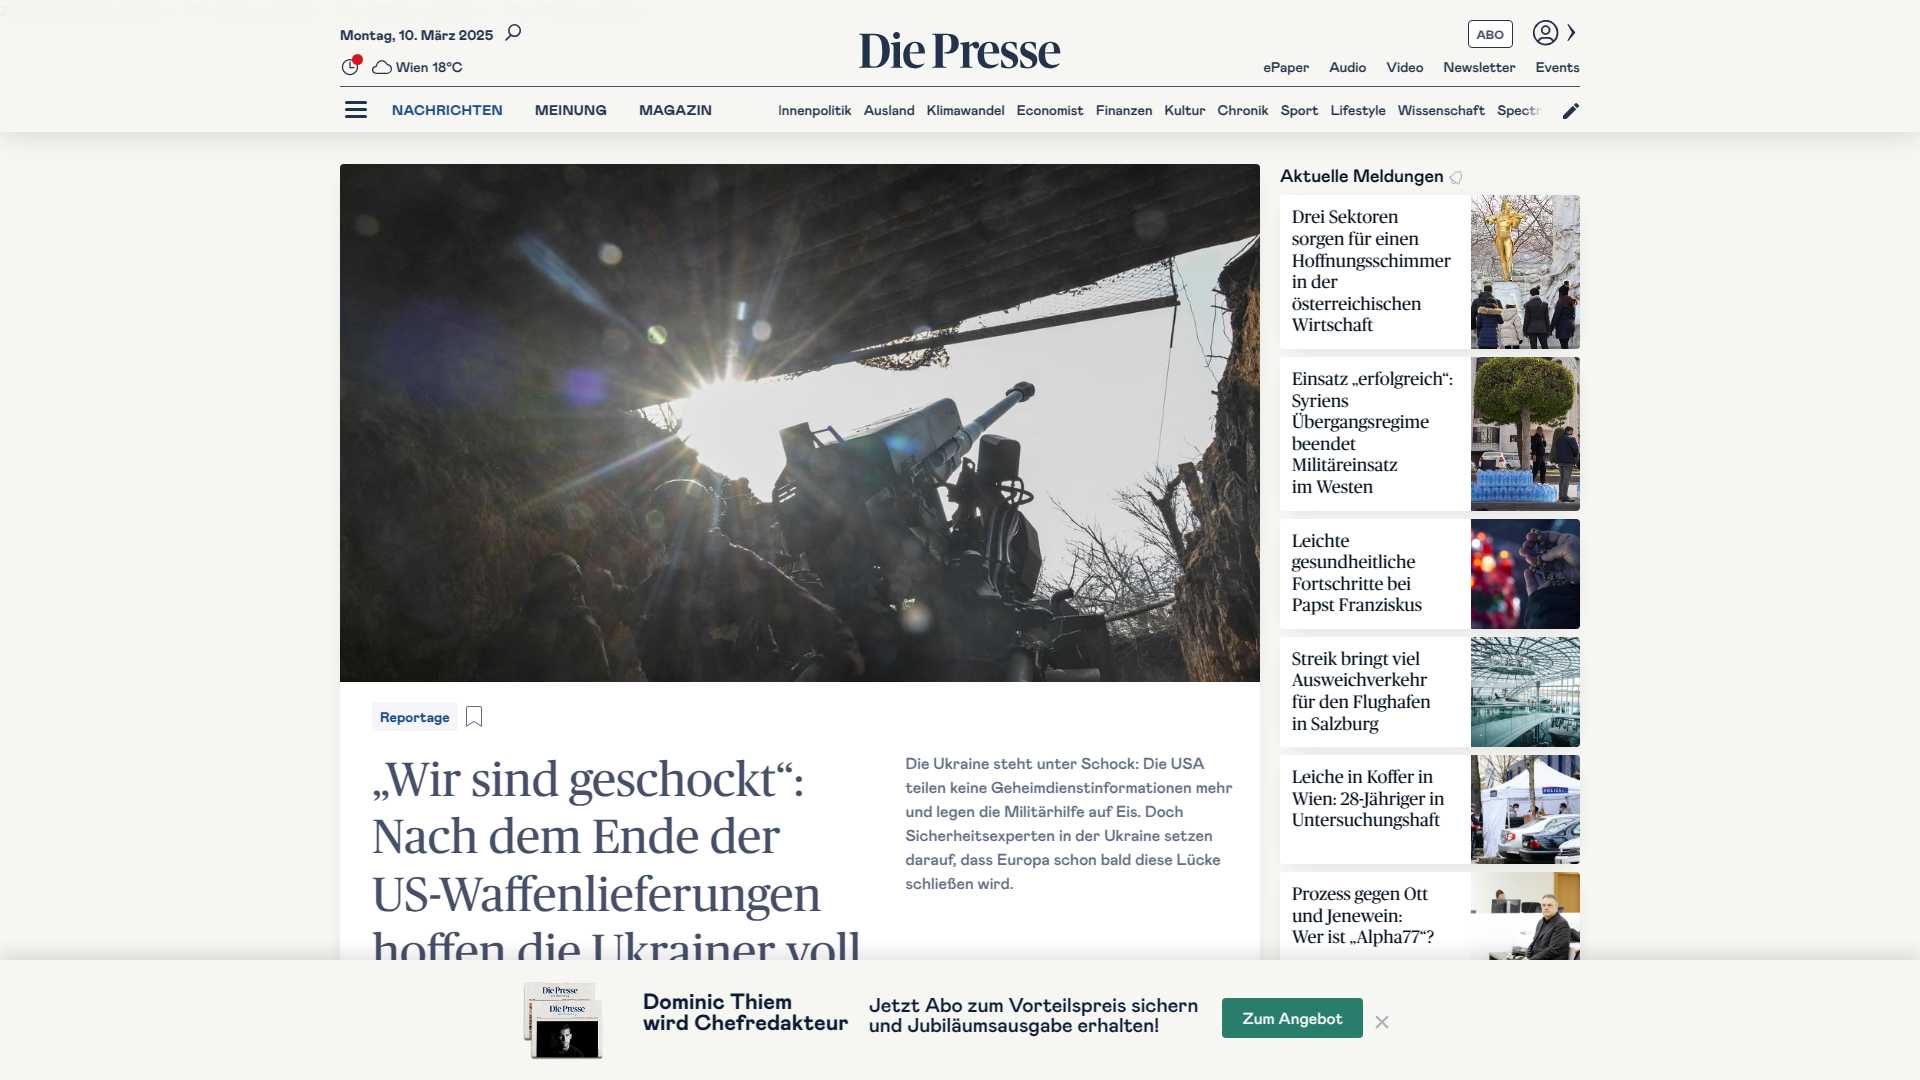 Montag, 10. März 2025
Die Presse
ABO
Wien 18°C
ePaper Audio Video Newsletter Events
NACHRICHTEN MEINUNG MAGAZIN
Innenpolitik Ausland Klimawandel Economist Finanzen Kultur Chronik Sport Lifestyle Wissenschaft Spectr
Reportage
„Wir sind geschockt“:
Nach dem Ende der
US-Waffenlieferungen
hoffen die Ukrainer voll
Die Ukraine steht unter Schock: Die USA
teilen keine Geheimdienstinformationen mehr
und legen die Militärhilfe auf Eis. Doch
Sicherheitsexperten in der Ukraine setzen
darauf, dass Europa schon bald diese Lücke
schließen wird.
Aktuelle Meldungen
Drei Sektoren
sorgen für einen
Hoffnungsschimmer
in der
österreichischen
Wirtschaft
Einsatz „erfolgreich“:
Syriens
Übergangsregime
beendet
Militäreinsatz
im Westen
Leichte
gesundheitliche
Fortschritte bei
Papst Franziskus
Streik bringt viel
Ausweichverkehr
für den Flughafen
in Salzburg
Leiche in Koffer in
Wien: 28-Jähriger in
Untersuchungshaft
POLIZEI
Prozess gegen Ott
und Jenewein:
Wer ist „Alpha77“?
Die Presse
Die Presse
Dominic Thiem
wird Chefredakteur
Jetzt Abo zum Vorteilspreis sichern
und Jubiläumsausgabe erhalten!
Zum Angebot